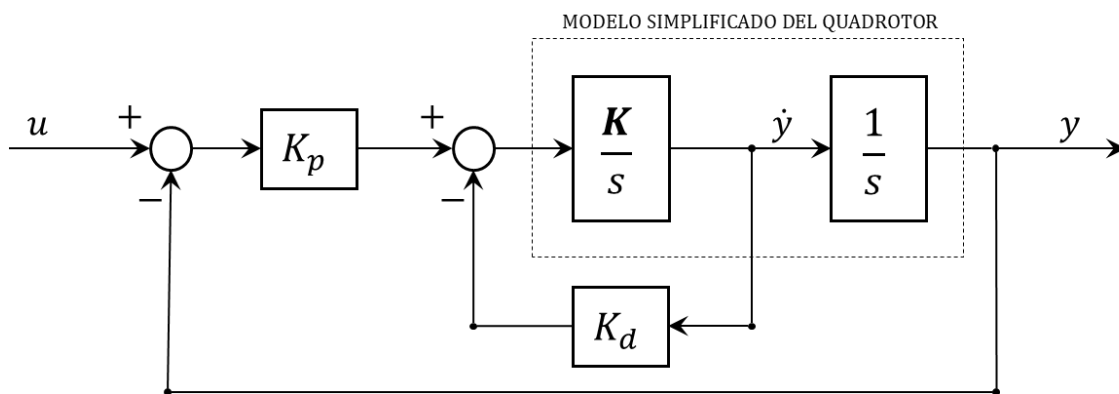 MODELO SIMPLIFICADO DEL QUADROTOR
u
+
−
K_p
+
−
K
s
ẏ
1
s
y
K_d